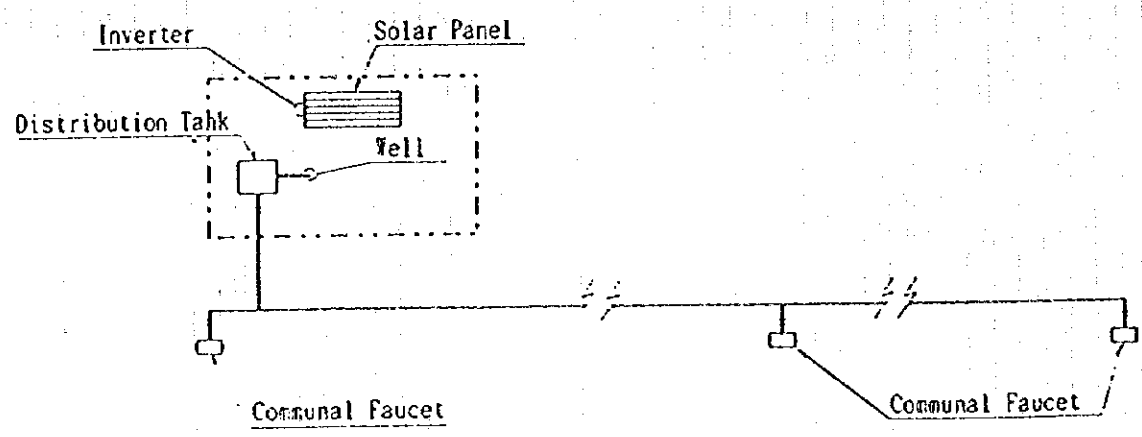 Inverter
Solar Panel
Distribution Tahk
Well
Communal Faucet
Communal Faucet